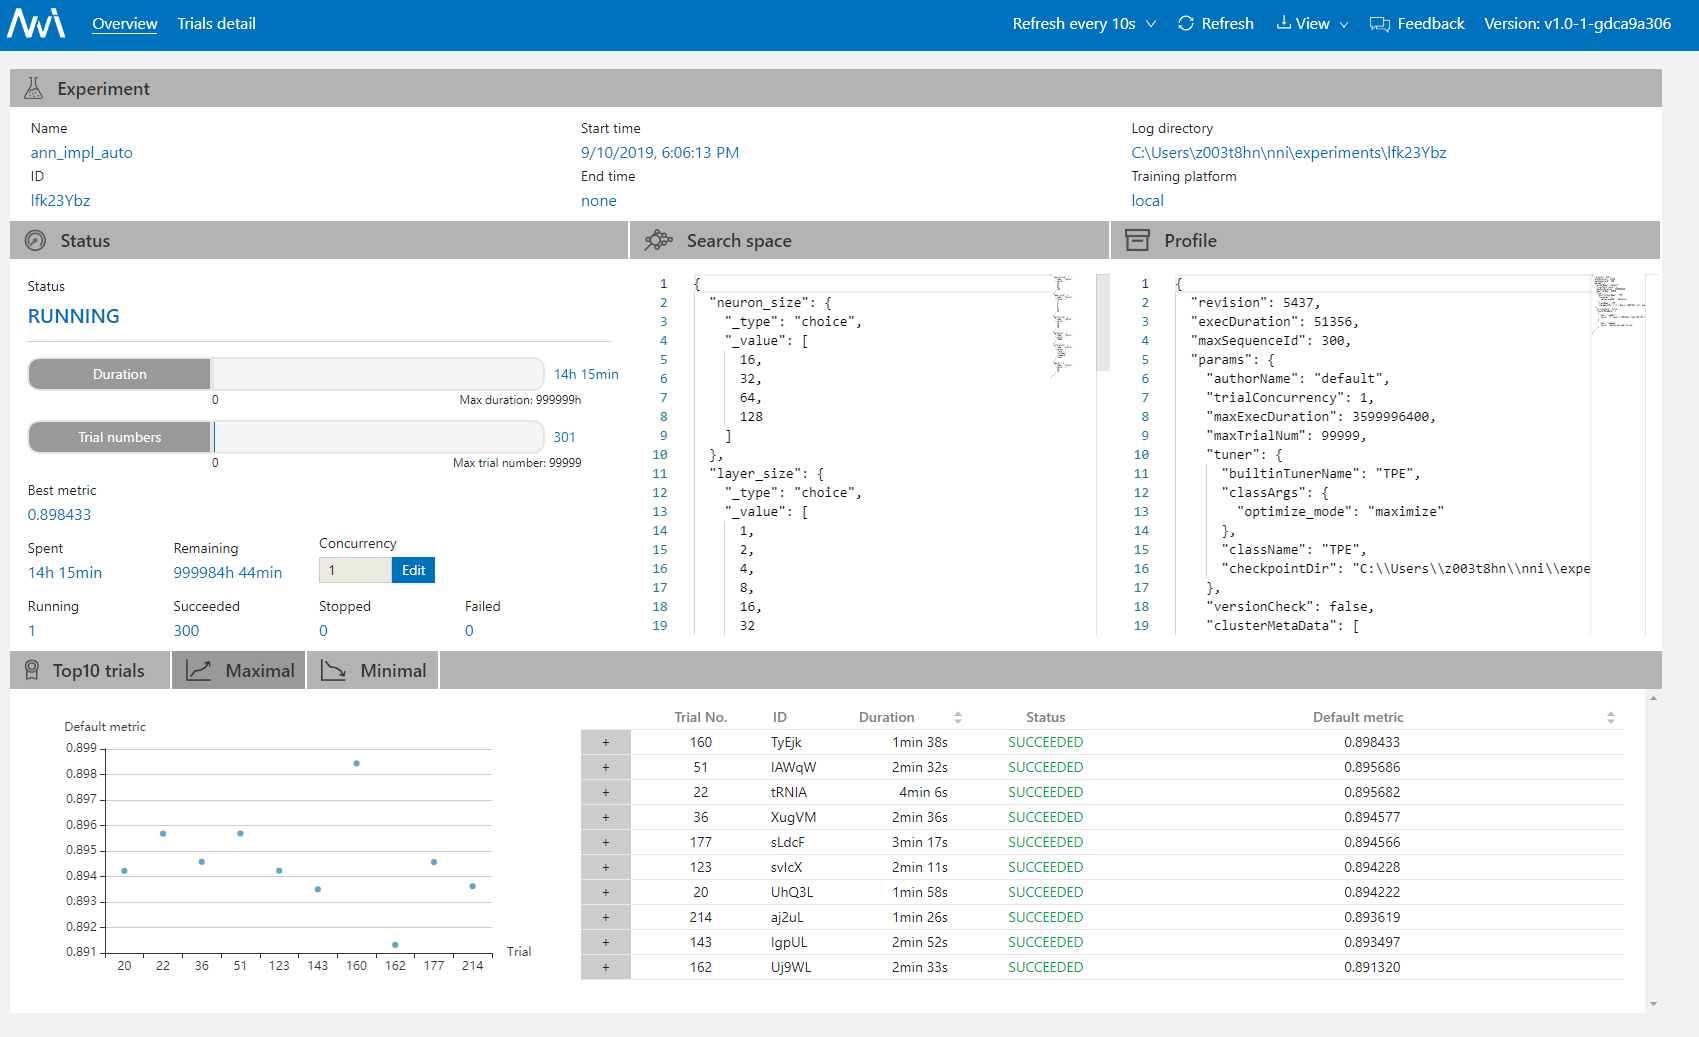 Overview Trials detail Refresh every 10s Refresh View Feedback Version: v1.0-1-gdca9a306
Experiment
Name
ann_impl_auto
ID
lfk23Ybz
Start time
9/10/2019, 6:06:13 PM
End time
none
Log directory
C:\Users\z003t8hn\nni\experiments\lfk23Ybz
Training platform
local
Status
Status
RUNNING
Duration 14h 15min
0 Max duration: 999999h
Trial numbers 301
0 Max trial number: 99999
Best metric
0.898433
Spent
14h 15min
Remaining
999984h 44min
Concurrency
1 Edit
Running
1
Succeeded
300
Stopped
0
Failed
0
Search space
1 {
2 "neuron_size": {
3 "_type": "choice",
4 "_value": [
5 16,
6 32,
7 64,
8 128
9 ]
10 },
11 "layer_size": {
12 "_type": "choice",
13 "_value": [
14 1,
15 2,
16 4,
17 8,
18 16,
19 32
Profile
1 {
2 "revision": 5437,
3 "execDuration": 51356,
4 "maxSequenceId": 300,
5 "params": {
6 "authorName": "default",
7 "trialConcurrency": 1,
8 "maxExecDuration": 3599996400,
9 "maxTrialNum": 99999,
10 "tuner": {
11 "builtinTunerName": "TPE",
12 "classArgs": {
13 "optimize_mode": "maximize"
14 },
15 "className": "TPE",
16 "checkpointDir": "C:\\Users\\z003t8hn\\nni\\expe
17 },
18 "versionCheck": false,
19 "clusterMetaData": [
Top10 trials Maximal Minimal
Default metric
0.899
0.898
0.897
0.896
0.895
0.894
0.893
0.892
0.891
20 22 36 51 123 143 160 162 177 214
Trial
Trial No. ID Duration Status Default metric
+ 160 TyEjk 1min 38s SUCCEEDED 0.898433
+ 51 IAWqW 2min 32s SUCCEEDED 0.895686
+ 22 tRNIA 4min 6s SUCCEEDED 0.895682
+ 36 XugVM 2min 36s SUCCEEDED 0.894577
+ 177 sLdcF 3min 17s SUCCEEDED 0.894566
+ 123 svIcX 2min 11s SUCCEEDED 0.894228
+ 20 UhQ3L 1min 58s SUCCEEDED 0.894222
+ 214 aj2uL 1min 26s SUCCEEDED 0.893619
+ 143 IgpUL 2min 52s SUCCEEDED 0.893497
+ 162 Uj9WL 2min 33s SUCCEEDED 0.891320